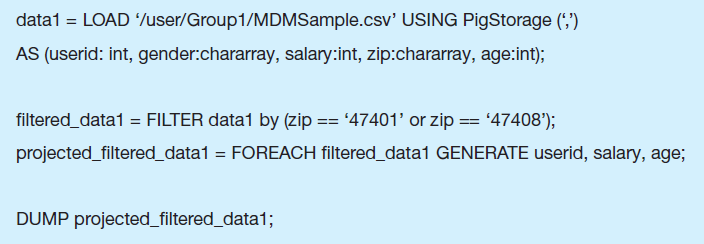 data1 = LOAD ‘/user/Group1/MDMSample.csv’ USING PigStorage (‘,’)
AS (userid: int, gender:chararray, salary:int, zip:chararray, age:int);
filtered_data1 = FILTER data1 by (zip == ‘47401’ or zip == ‘47408’);
projected_filtered_data1 = FOREACH filtered_data1 GENERATE userid, salary, age;
DUMP projected_filtered_data1;